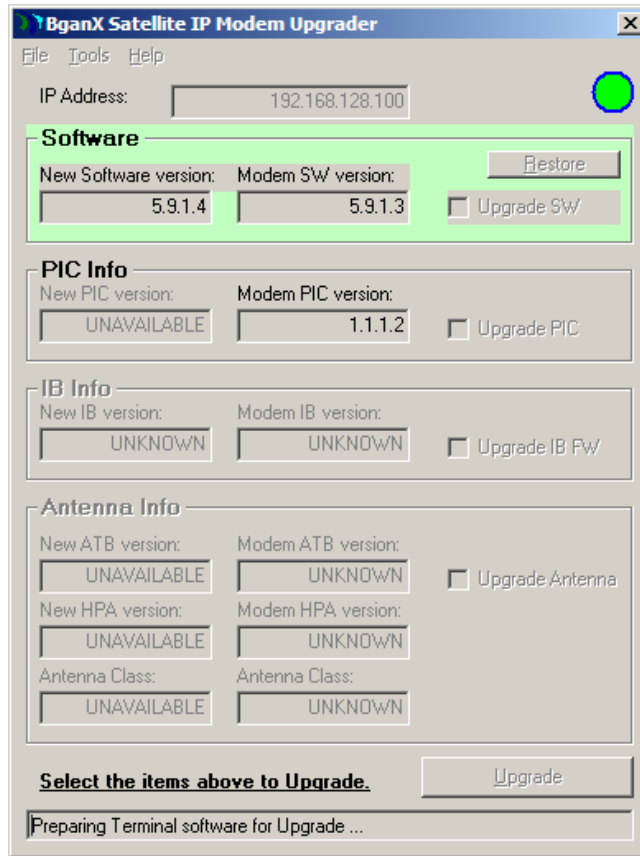 BganX Satellite IP Modem Upgrader
File Tools Help
IP Address: 192.168.128.100
Software
Restore
New Software version: Modem SW version:
5.9.1.4 5.9.1.3 Upgrade SW
PIC Info
New PIC version: Modem PIC version:
UNAVAILABLE 1.1.1.2 Upgrade PIC
IB Info
New IB version: Modem IB version:
UNKNOWN UNKNOWN Upgrade IB FW
Antenna Info
New ATB version: Modem ATB version:
UNAVAILABLE UNKNOWN Upgrade Antenna
New HPA version: Modem HPA version:
UNAVAILABLE UNKNOWN
Antenna Class: Antenna Class:
UNAVAILABLE UNKNOWN
Select the items above to Upgrade. Upgrade
Preparing Terminal software for Upgrade ...